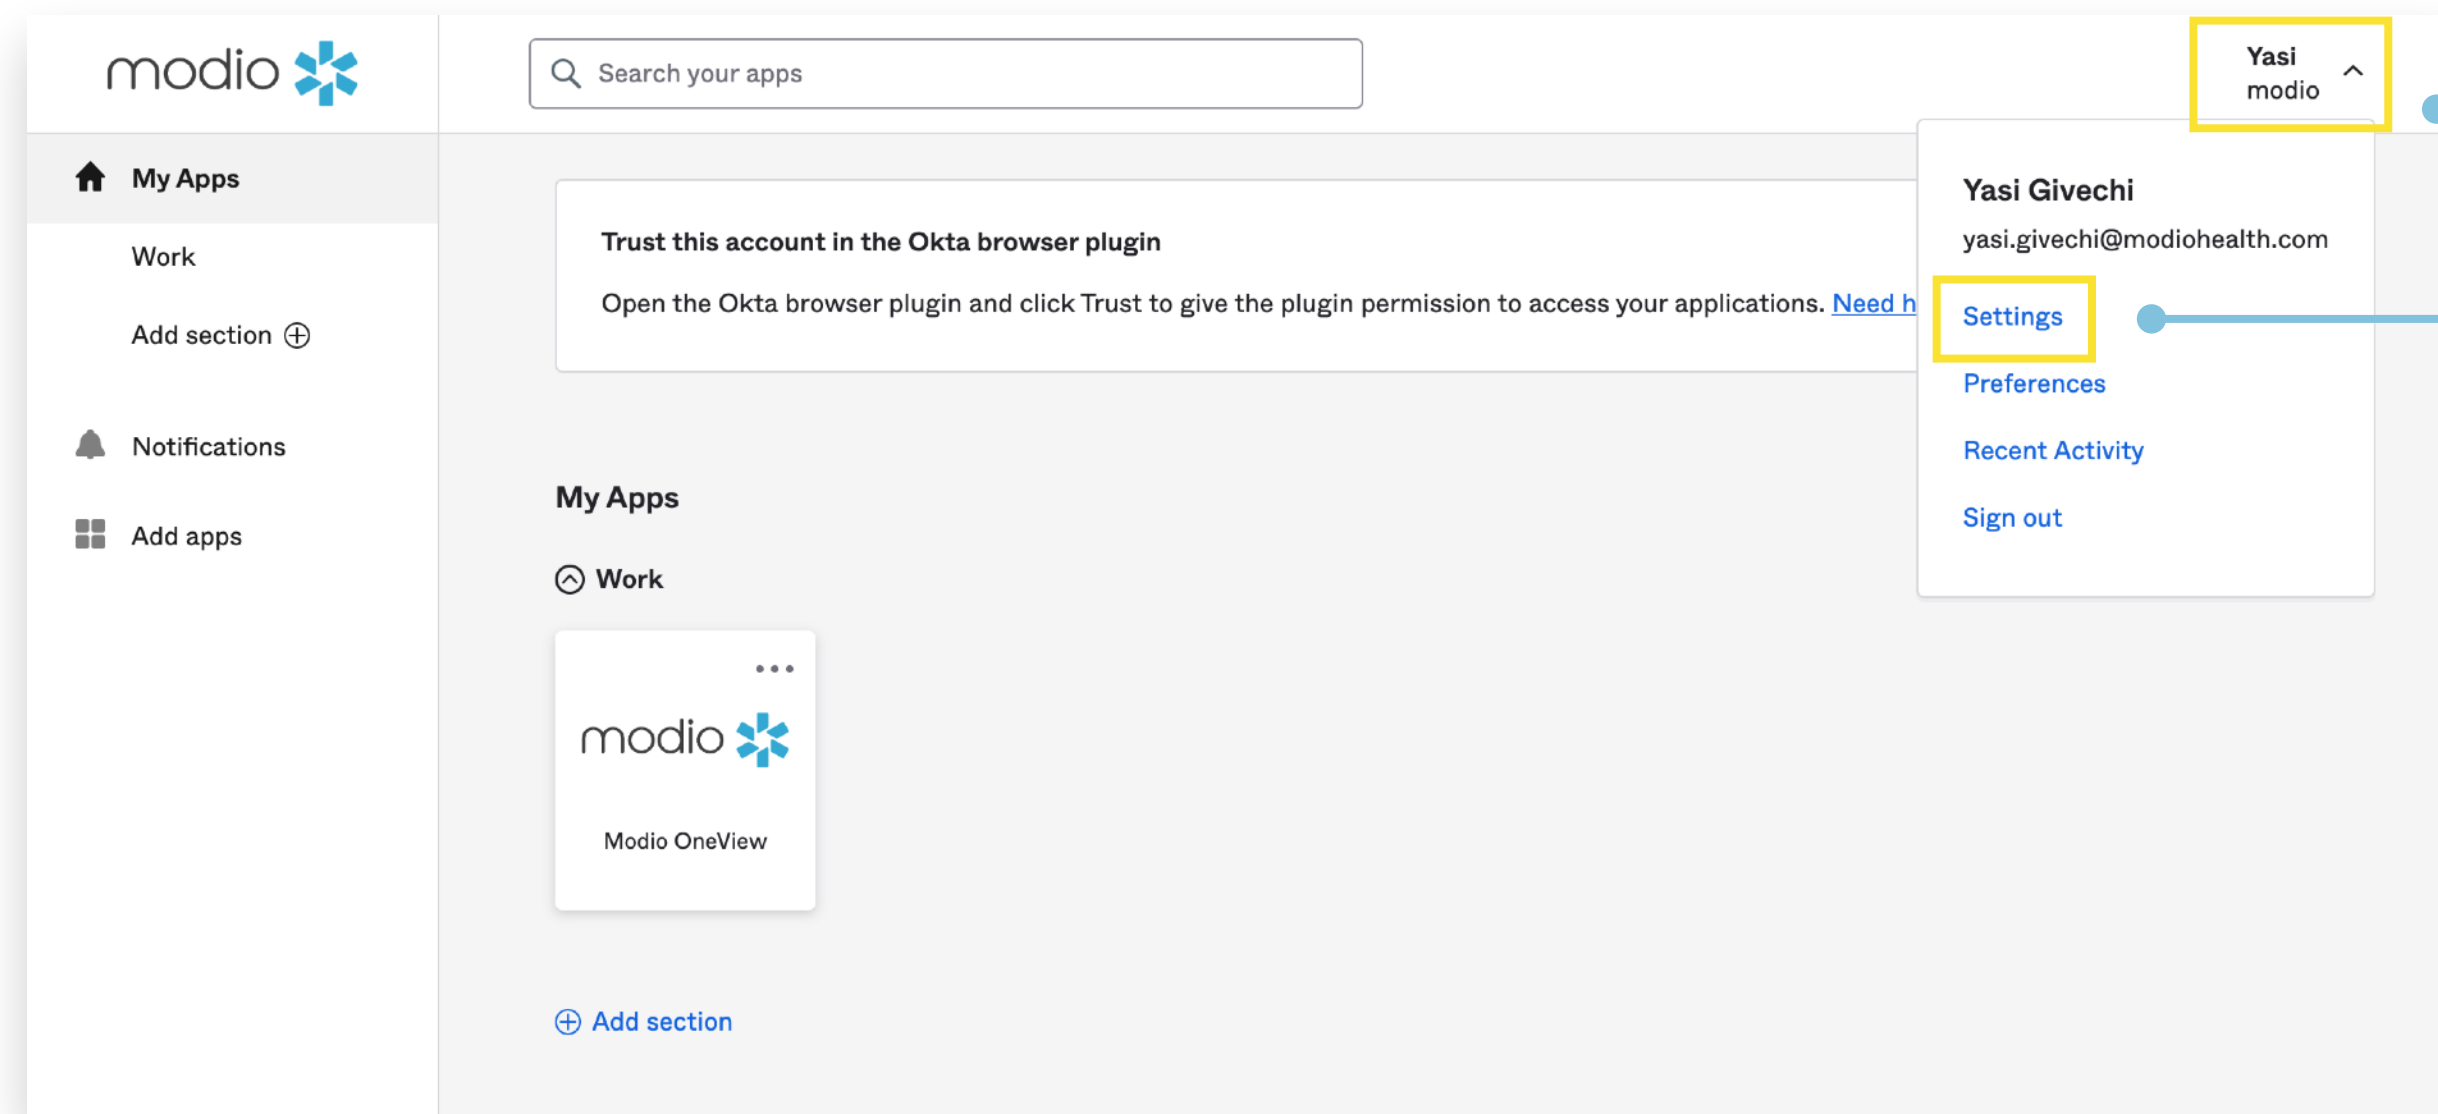 modio
Search your apps
Yasi
modio
My Apps
Work
Add section
Notifications
Add apps
Trust this account in the Okta browser plugin
Open the Okta browser plugin and click Trust to give the plugin permission to access your applications. Need h
Yasi Givechi
yasi.givechi@modiohealth.com
Settings
Preferences
Recent Activity
Sign out
My Apps
Work
modio
Modio OneView
Add section